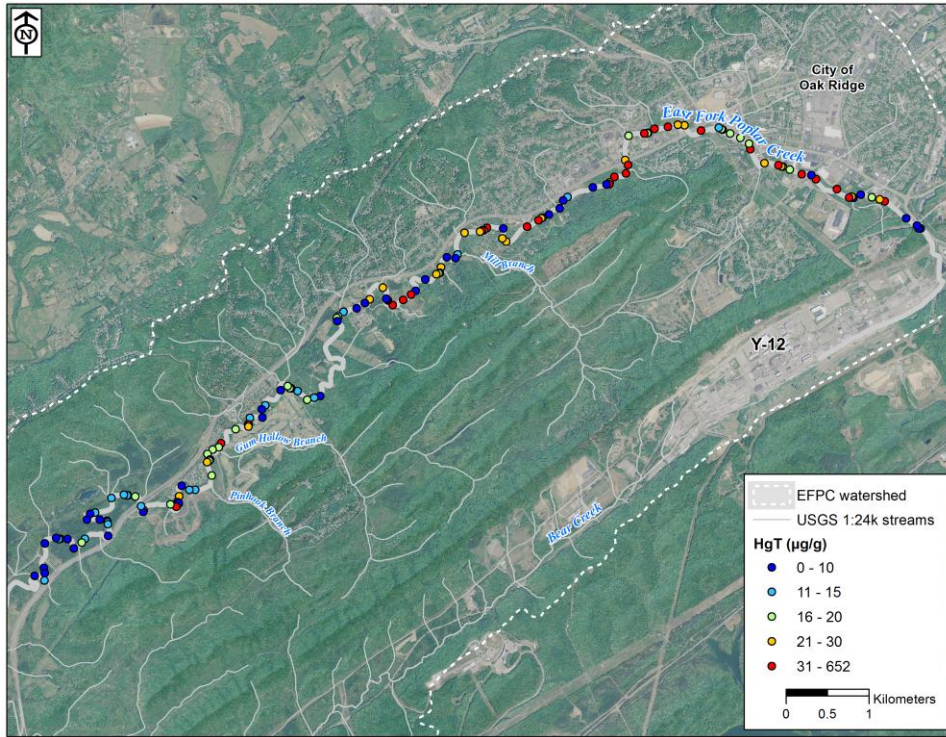 N
City of
Oak Ridge
East Fork Poplar Creek
Mill Branch
Y-12
Gum Hollow Branch
Pinhook Branch
Bear Creek
EFPC watershed
USGS 1:24k streams
HgT (µg/g)
0 - 10
11 - 15
16 - 20
21 - 30
31 - 652
Kilometers
0 0.5 1